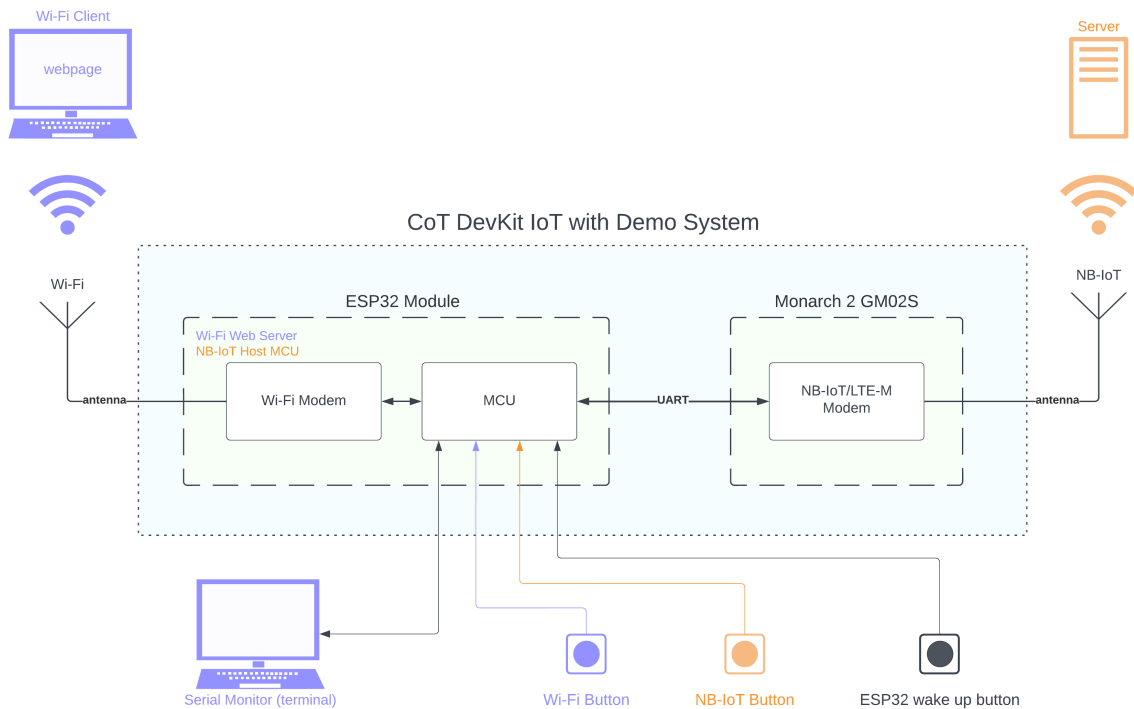 Wi-Fi Client
Server
webpage
CoT DevKit IoT with Demo System
Wi-Fi
NB-IoT
ESP32 Module
Monarch 2 GM02S
Wi-Fi Web Server
NB-IoT Host MCU
Wi-Fi Modem
MCU
NB-IoT/LTE-M
Modem
antenna
UART
antenna
Serial Monitor (terminal)
Wi-Fi Button
NB-IoT Button
ESP32 wake up button